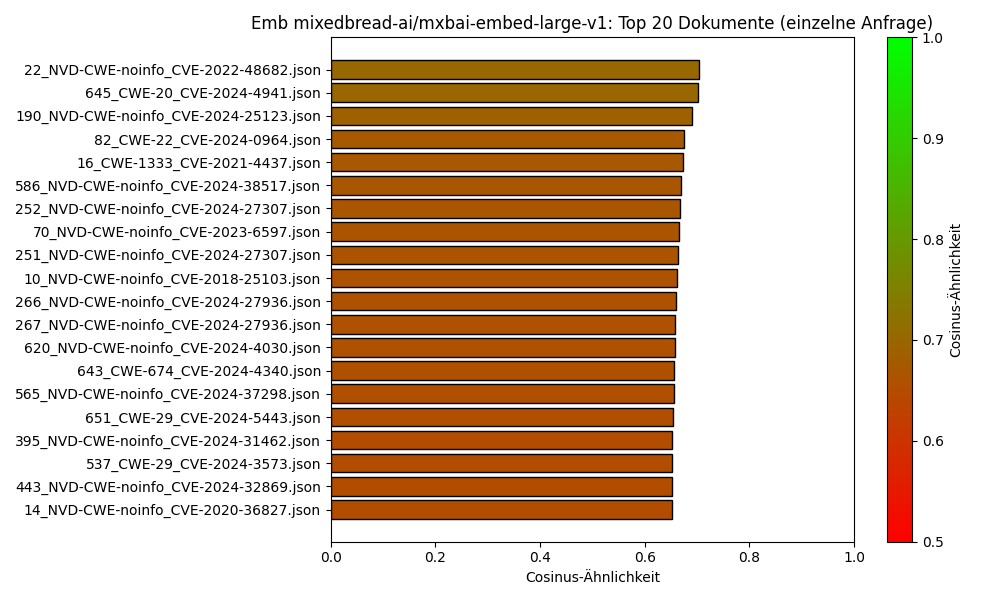 Emb mixedbread-ai/mxbai-embed-large-v1: Top 20 Dokumente (einzelne Anfrage)
22_NVD-CWE-noinfo_CVE-2022-48682.json
645_CWE-20_CVE-2024-4941.json
190_NVD-CWE-noinfo_CVE-2024-25123.json
82_CWE-22_CVE-2024-0964.json
16_CWE-1333_CVE-2021-4437.json
586_NVD-CWE-noinfo_CVE-2024-38517.json
252_NVD-CWE-noinfo_CVE-2024-27307.json
70_NVD-CWE-noinfo_CVE-2023-6597.json
251_NVD-CWE-noinfo_CVE-2024-27307.json
10_NVD-CWE-noinfo_CVE-2018-25103.json
266_NVD-CWE-noinfo_CVE-2024-27936.json
267_NVD-CWE-noinfo_CVE-2024-27936.json
620_NVD-CWE-noinfo_CVE-2024-4030.json
643_CWE-674_CVE-2024-4340.json
565_NVD-CWE-noinfo_CVE-2024-37298.json
651_CWE-29_CVE-2024-5443.json
395_NVD-CWE-noinfo_CVE-2024-31462.json
537_CWE-29_CVE-2024-3573.json
443_NVD-CWE-noinfo_CVE-2024-32869.json
14_NVD-CWE-noinfo_CVE-2020-36827.json
0.0 0.2 0.4 0.6 0.8 1.0
Cosinus-Ähnlichkeit
1.0
0.9
0.8
0.7
0.6
0.5
Cosinus-Ähnlichkeit